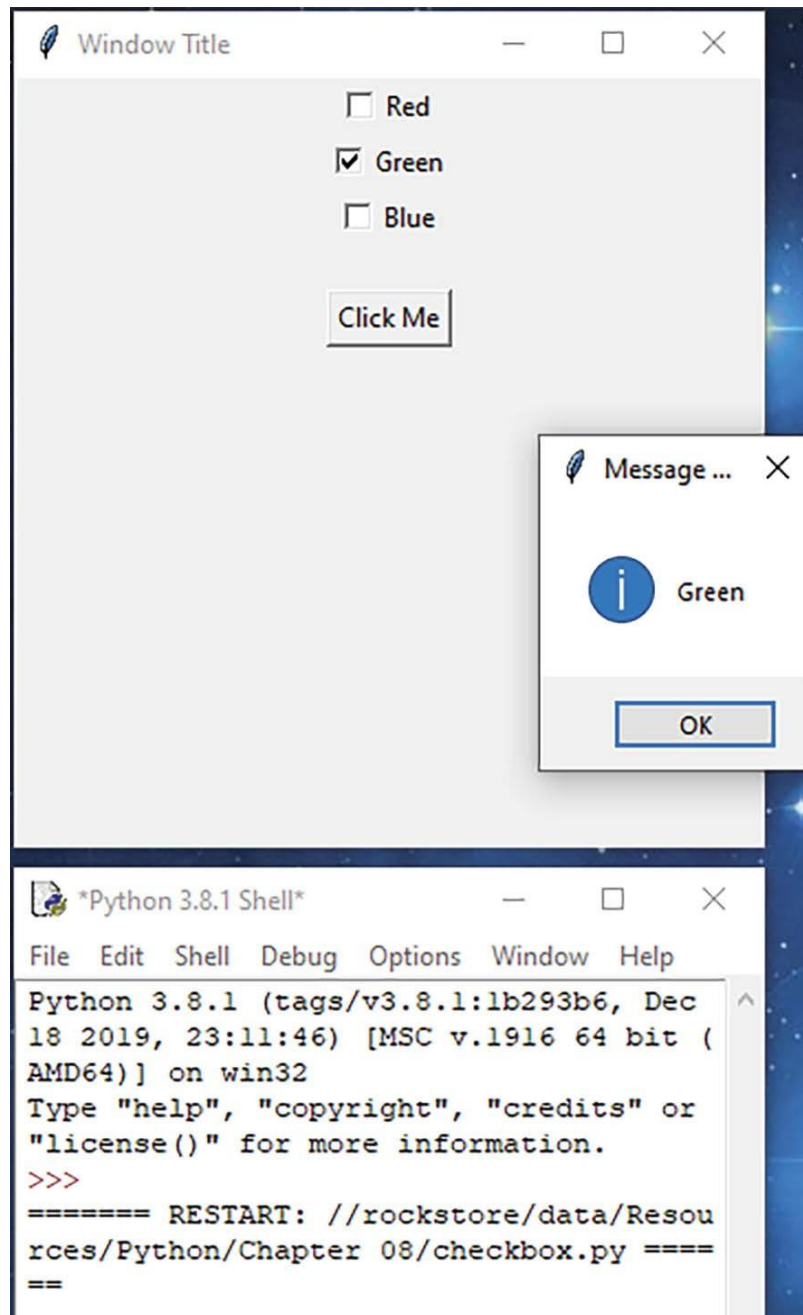 Window Title
Red
Green
Blue
Click Me
Message ...
i
Green
OK
*Python 3.8.1 Shell*
File Edit Shell Debug Options Window Help
Python 3.8.1 (tags/v3.8.1:1b293b6, Dec
18 2019, 23:11:46) [MSC v.1916 64 bit (
AMD64)] on win32
Type "help", "copyright", "credits" or
"license()" for more information.
>>>
======= RESTART: //rockstore/data/Resou
rces/Python/Chapter 08/checkbox.py ====
==